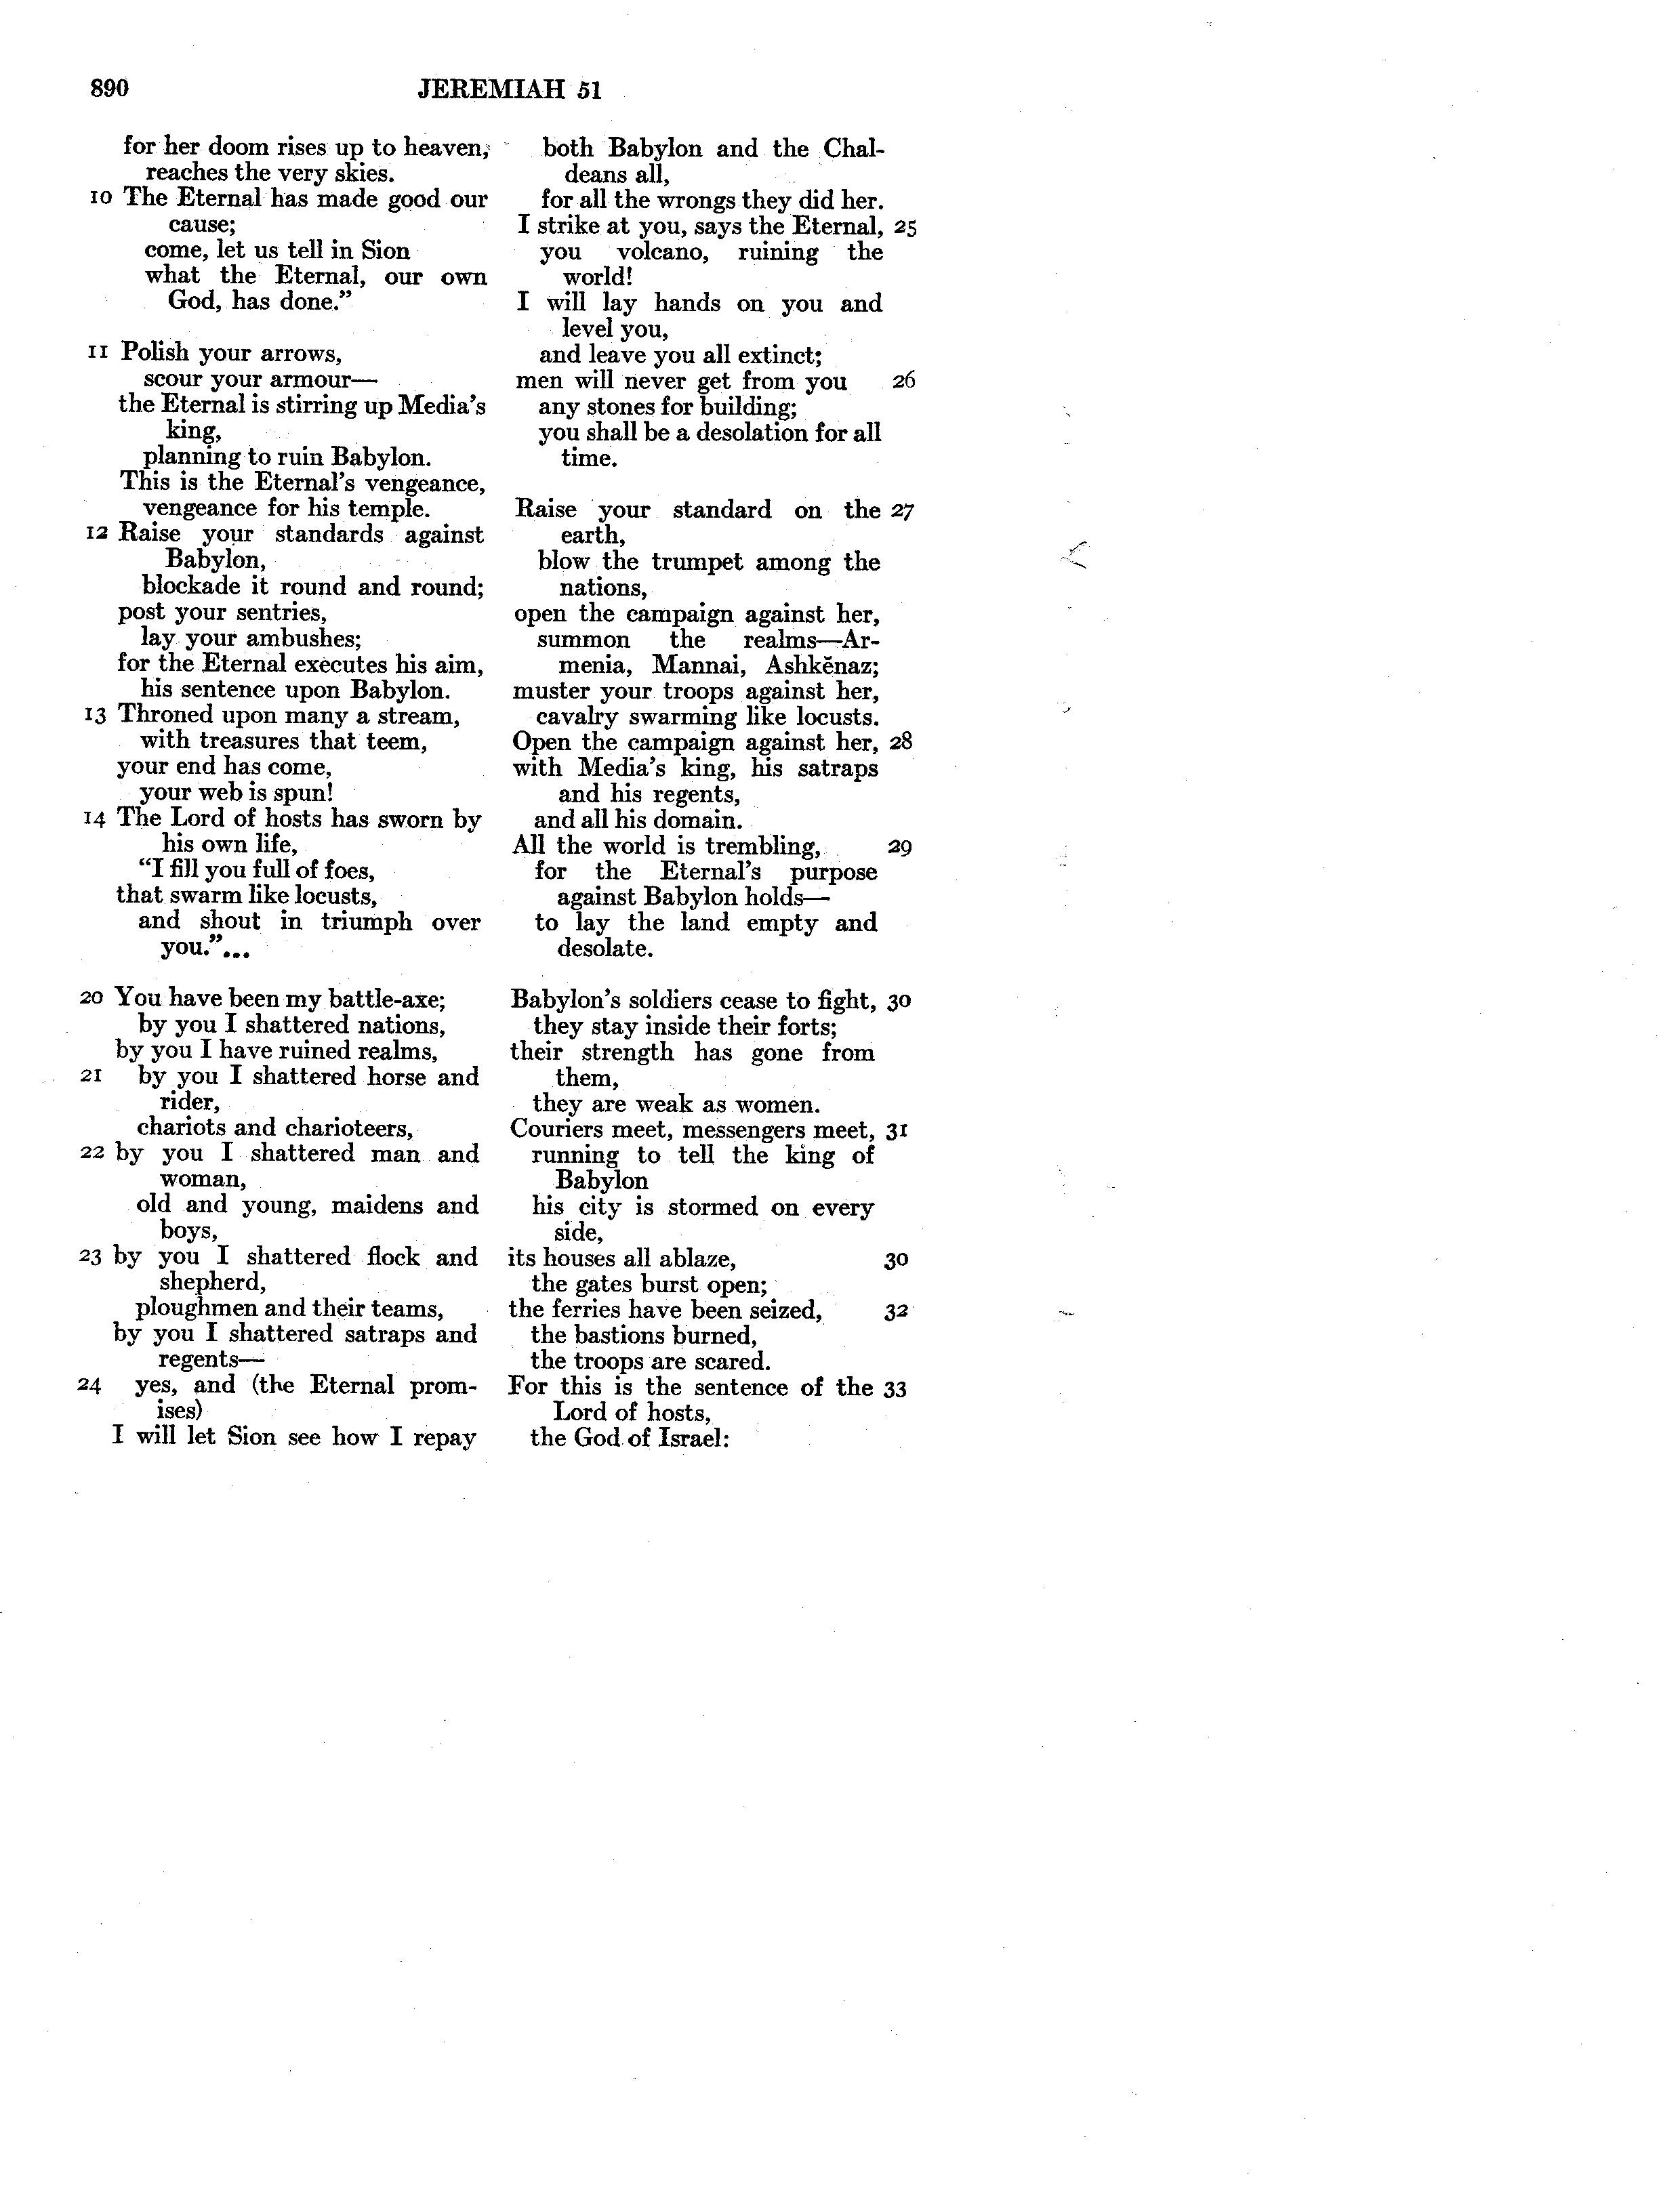 890
JEREMIAH 51
for her doom rises up to heaven,
reaches the very skies.
10 The Eternal has made good our
cause;
come, let us tell in Sion
what the Eternal, our own
God, has done.”
11 Polish your arrows,
scour your armour—
the Eternal is stirring up Media’s
king,
planning to ruin Babylon.
This is the Eternal’s vengeance,
vengeance for his temple.
12 Raise your standards against
Babylon,
blockade it round and round;
post your sentries,
lay your ambushes;
for the Eternal executes his aim,
his sentence upon Babylon.
13 Throned upon many a stream,
with treasures that teem,
your end has come,
your web is spun!
14 The Lord of hosts has sworn by
his own life,
“I fill you full of foes,
that swarm like locusts,
and shout in triumph over
you.”...
20 You have been my battle-axe;
by you I shattered nations,
by you I have ruined realms,
21 by you I shattered horse and
rider,
chariots and charioteers,
22 by you I shattered man and
woman,
old and young, maidens and
boys,
23 by you I shattered flock and
shepherd,
ploughmen and their teams,
by you I shattered satraps and
regents—
24 yes, and (the Eternal prom-
ises)
I will let Sion see how I repay
both Babylon and the Chal-
deans all,
for all the wrongs they did her.
I strike at you, says the Eternal, 25
you volcano, ruining the
world!
I will lay hands on you and
level you,
and leave you all extinct;
men will never get from you 26
any stones for building;
you shall be a desolation for all
time.
Raise your standard on the 27
earth,
blow the trumpet among the
nations,
open the campaign against her,
summon the realms—Ar-
menia, Mannai, Ashkĕnaz;
muster your troops against her,
cavalry swarming like locusts.
Open the campaign against her, 28
with Media’s king, his satraps
and his regents,
and all his domain.
All the world is trembling, 29
for the Eternal’s purpose
against Babylon holds—
to lay the land empty and
desolate.
Babylon’s soldiers cease to fight, 30
they stay inside their forts;
their strength has gone from
them,
they are weak as women.
Couriers meet, messengers meet, 31
running to tell the king of
Babylon
his city is stormed on every
side,
its houses all ablaze, 30
the gates burst open;
the ferries have been seized, 32
the bastions burned,
the troops are scared.
For this is the sentence of the 33
Lord of hosts,
the God of Israel: